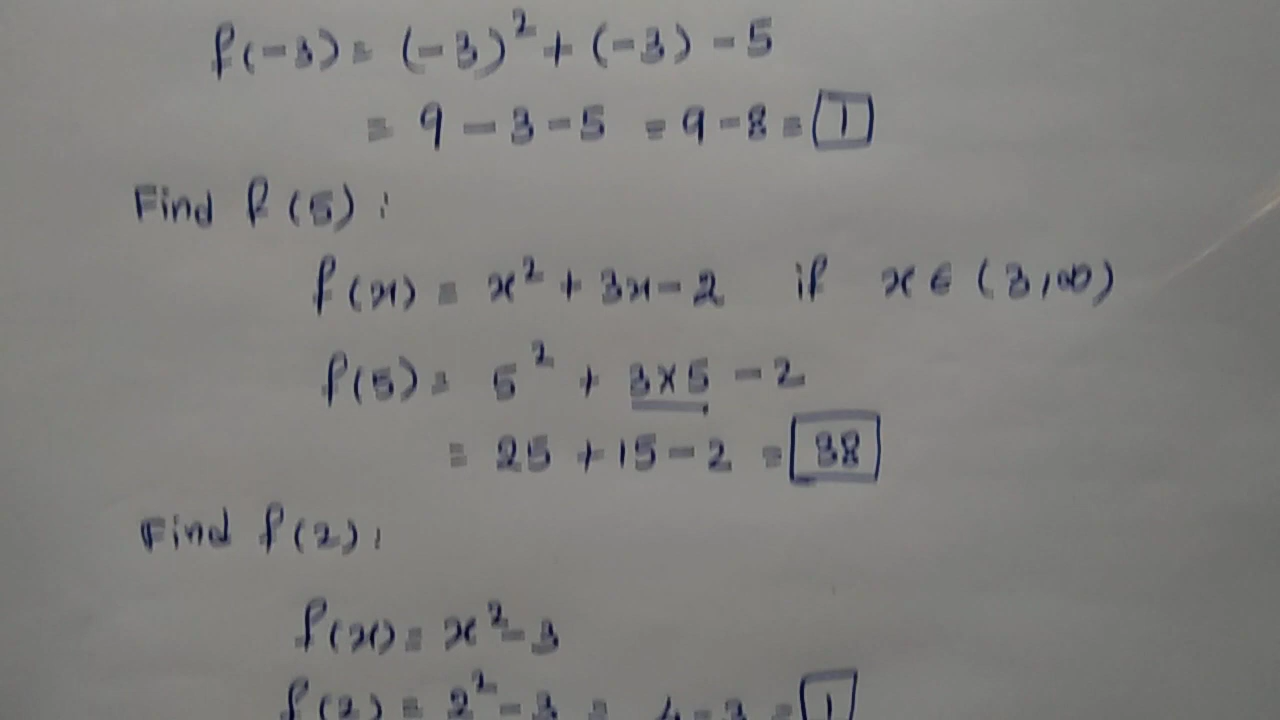 f(-3) = (-3)² + (-3) - 5
= 9 - 3 - 5 = 9 - 8 = 1
Find f(5):
f(x) = x² + 3x - 2 if x ∈ (3,∞)
f(5) = 5² + 3×5 - 2
= 25 + 15 - 2 = 38
Find f(2):
f(x) = x² - 3
f(2) = 2² - 3 = 4 - 3 = 1